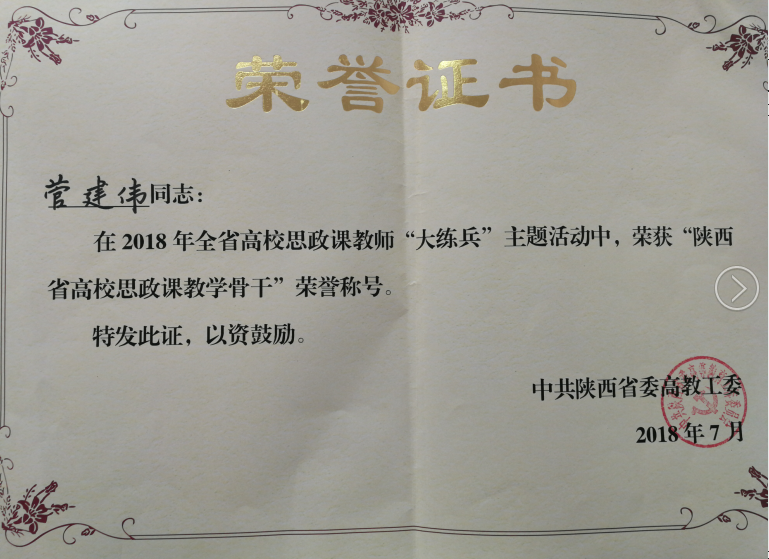 荣誉证书
菅建伟同志：
在2018年全省高校思政课教师“大练兵”主题活动中，荣获“陕西
省高校思政课教学骨干”荣誉称号。
特发此证，以资鼓励。
中共陕西省委高教工委
2018年7月